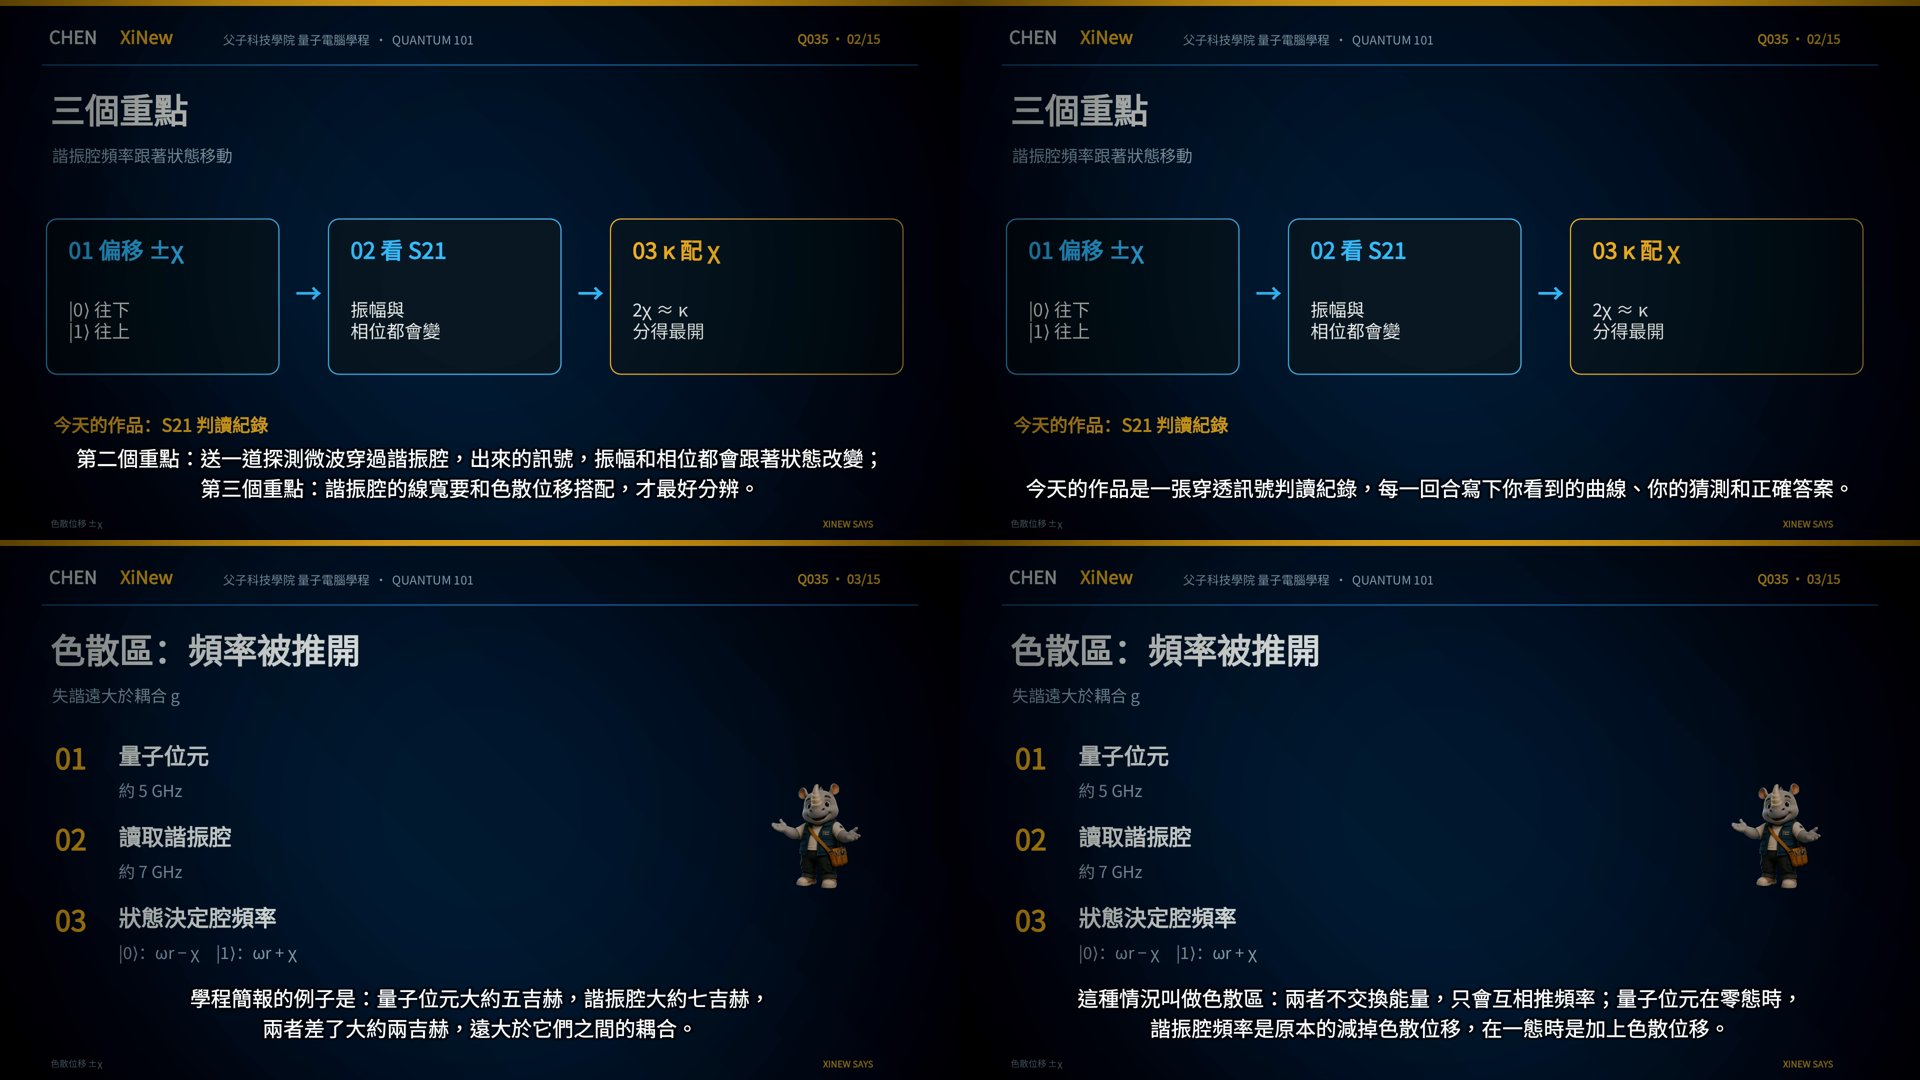 CHEN XiNew 父子科技學院 量子電腦學程 · QUANTUM 101 Q035 · 02/15
三個重點
諧振腔頻率跟著狀態移動
01 偏移 ±χ
|0⟩ 往下
|1⟩ 往上
→
02 看 S21
振幅與
相位都會變
→
03 κ 配 χ
2χ ≈ κ
分得最開
今天的作品：S21 判讀紀錄
第二個重點：送一道探測微波穿過諧振腔，出來的訊號，振幅和相位都會跟著狀態改變；
第三個重點：諧振腔的線寬要和色散位移搭配，才最好分辨。
色散位移 ±χ XINEW SAYS
CHEN XiNew 父子科技學院 量子電腦學程 · QUANTUM 101 Q035 · 02/15
三個重點
諧振腔頻率跟著狀態移動
01 偏移 ±χ
|0⟩ 往下
|1⟩ 往上
→
02 看 S21
振幅與
相位都會變
→
03 κ 配 χ
2χ ≈ κ
分得最開
今天的作品：S21 判讀紀錄
今天的作品是一張穿透訊號判讀紀錄，每一回合寫下你看到的曲線、你的猜測和正確答案。
色散位移 ±χ XINEW SAYS
CHEN XiNew 父子科技學院 量子電腦學程 · QUANTUM 101 Q035 · 03/15
色散區：頻率被推開
失諧遠大於耦合 g
01 量子位元
約 5 GHz
02 讀取諧振腔
約 7 GHz
03 狀態決定腔頻率
|0⟩：ωr − χ |1⟩：ωr + χ
學程簡報的例子是：量子位元大約五吉赫，諧振腔大約七吉赫，
兩者差了大約兩吉赫，遠大於它們之間的耦合。
色散位移 ±χ XINEW SAYS
CHEN XiNew 父子科技學院 量子電腦學程 · QUANTUM 101 Q035 · 03/15
色散區：頻率被推開
失諧遠大於耦合 g
01 量子位元
約 5 GHz
02 讀取諧振腔
約 7 GHz
03 狀態決定腔頻率
|0⟩：ωr − χ |1⟩：ωr + χ
這種情況叫做色散區：兩者不交換能量，只會互相推頻率；量子位元在零態時，
諧振腔頻率是原本的減掉色散位移，在一態時是加上色散位移。
色散位移 ±χ XINEW SAYS